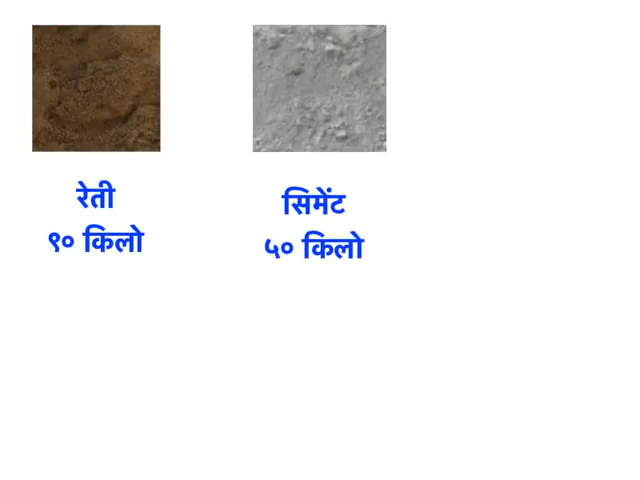 रेती
९० किलो
सिमेंट
५० किलो